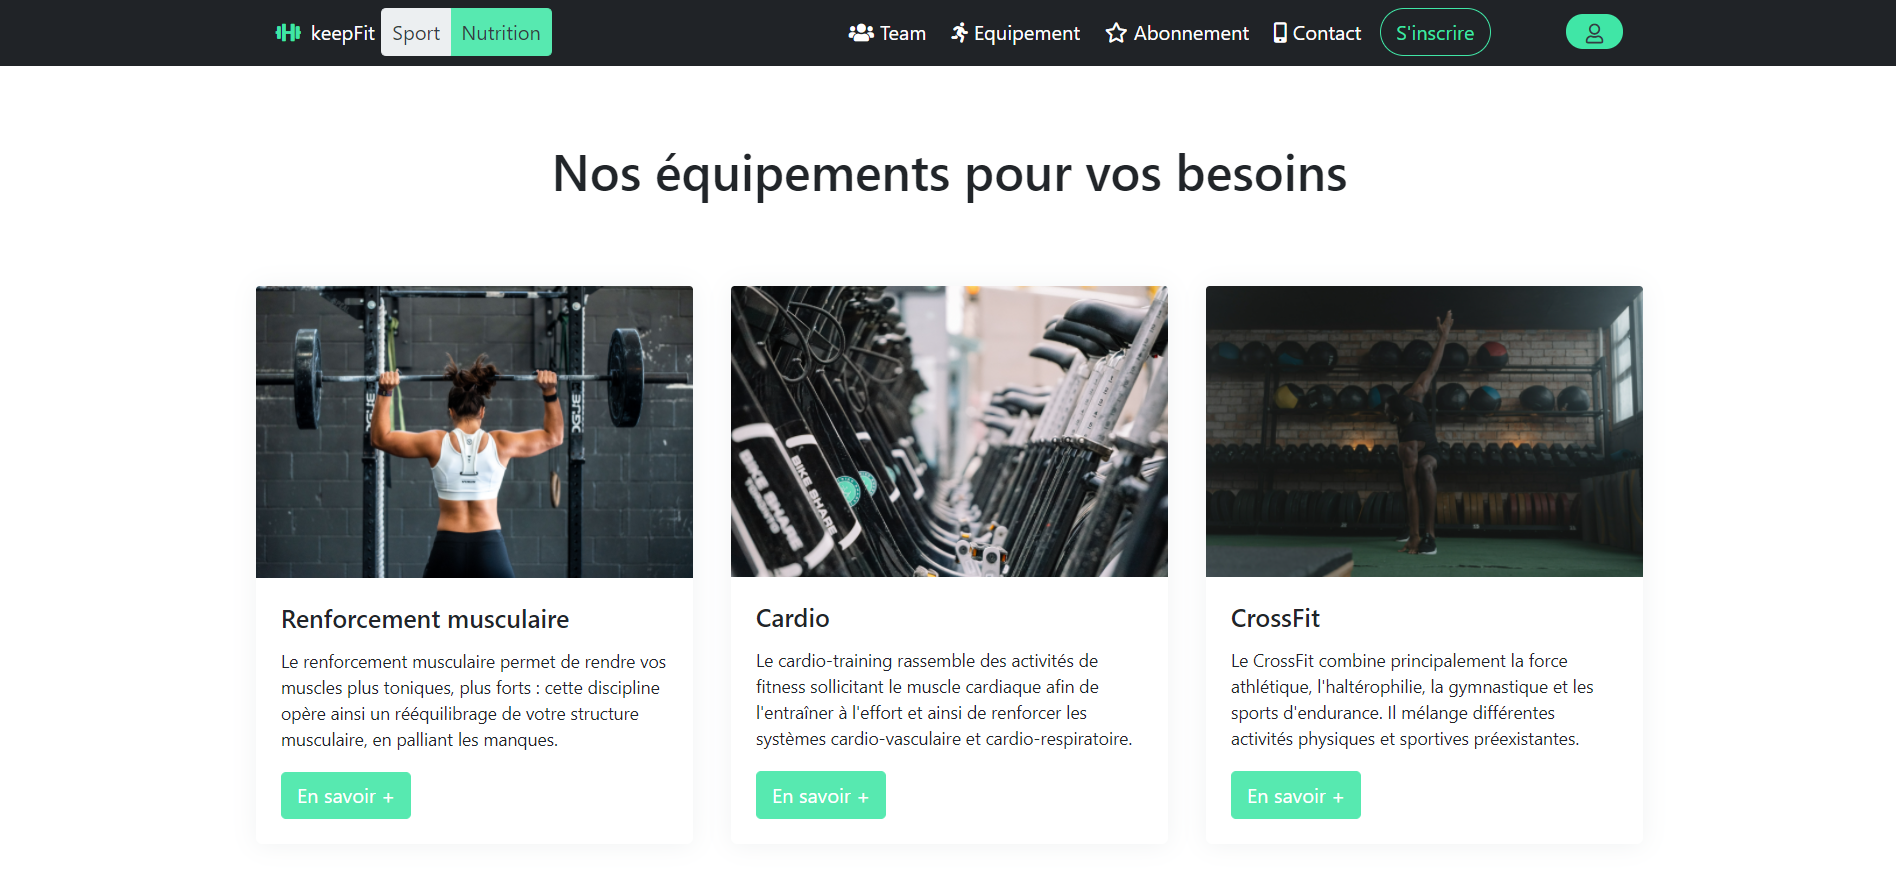 keepFit Sport Nutrition Team Equipement Abonnement Contact S'inscrire
Nos équipements pour vos besoins
ROGUE
BIKE SHARE
TORONTO
BIKE SHARE
Renforcement musculaire
Le renforcement musculaire permet de rendre vos
muscles plus toniques, plus forts : cette discipline
opère ainsi un rééquilibrage de votre structure
musculaire, en palliant les manques.
En savoir +
Cardio
Le cardio-training rassemble des activités de
fitness sollicitant le muscle cardiaque afin de
l'entraîner à l'effort et ainsi de renforcer les
systèmes cardio-vasculaire et cardio-respiratoire.
En savoir +
CrossFit
Le CrossFit combine principalement la force
athlétique, l'haltérophilie, la gymnastique et les
sports d'endurance. Il mélange différentes
activités physiques et sportives préexistantes.
En savoir +